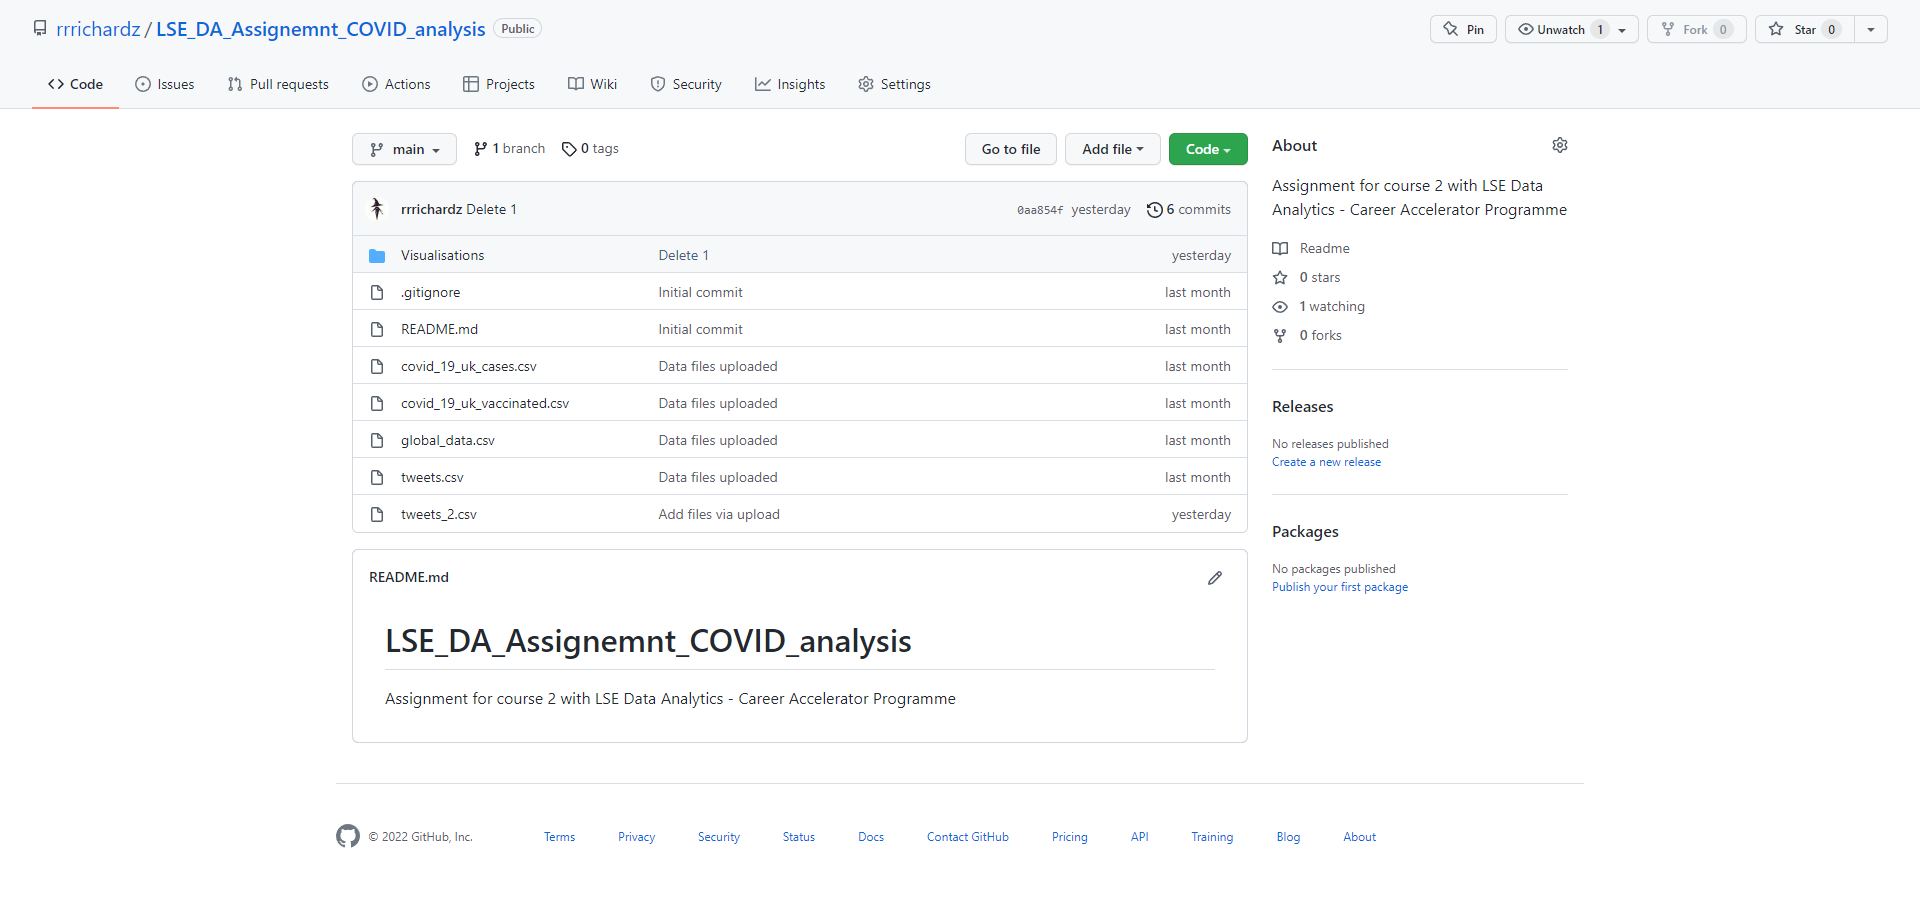 rrrichardz / LSE_DA_Assignemnt_COVID_analysis Public Pin Unwatch 1 Fork 0 Star 0
Code Issues Pull requests Actions Projects Wiki Security Insights Settings
main 1 branch 0 tags Go to file Add file Code
rrrichardz Delete 1 0aa854f yesterday 6 commits
Visualisations Delete 1 yesterday
.gitignore Initial commit last month
README.md Initial commit last month
covid_19_uk_cases.csv Data files uploaded last month
covid_19_uk_vaccinated.csv Data files uploaded last month
global_data.csv Data files uploaded last month
tweets.csv Data files uploaded last month
tweets_2.csv Add files via upload yesterday
README.md
LSE_DA_Assignemnt_COVID_analysis
Assignment for course 2 with LSE Data Analytics - Career Accelerator Programme
About
Assignment for course 2 with LSE Data
Analytics - Career Accelerator Programme
Readme
0 stars
1 watching
0 forks
Releases
No releases published
Create a new release
Packages
No packages published
Publish your first package
© 2022 GitHub, Inc. Terms Privacy Security Status Docs Contact GitHub Pricing API Training Blog About